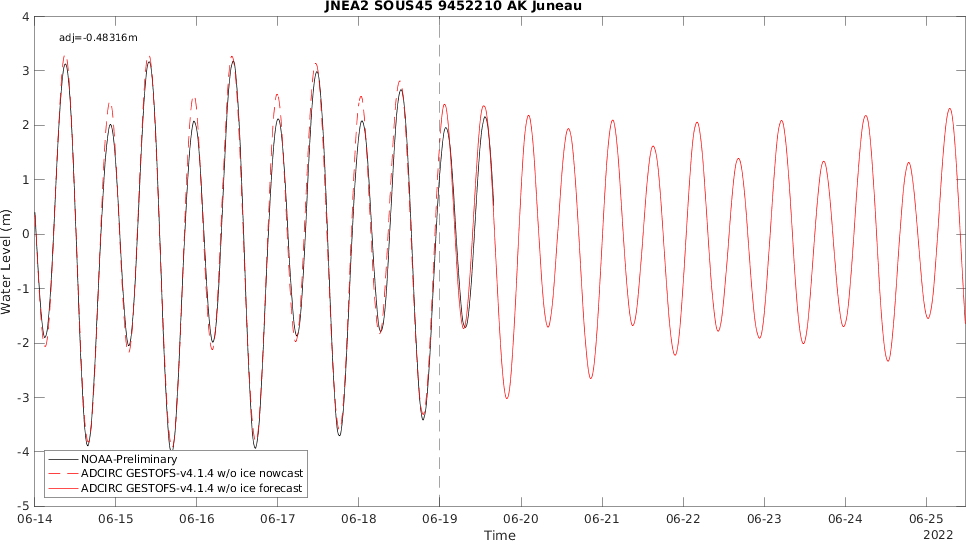 JNEA2 SOUS45 9452210 AK Juneau
adj=-0.48316m
4
3
2
1
0
-1
-2
-3
-4
-5
Water Level (m)
NOAA-Preliminary
ADCIRC GESTOFS-v4.1.4 w/o ice nowcast
ADCIRC GESTOFS-v4.1.4 w/o ice forecast
06-14 06-15 06-16 06-17 06-18 06-19 06-20 06-21 06-22 06-23 06-24 06-25
Time
2022